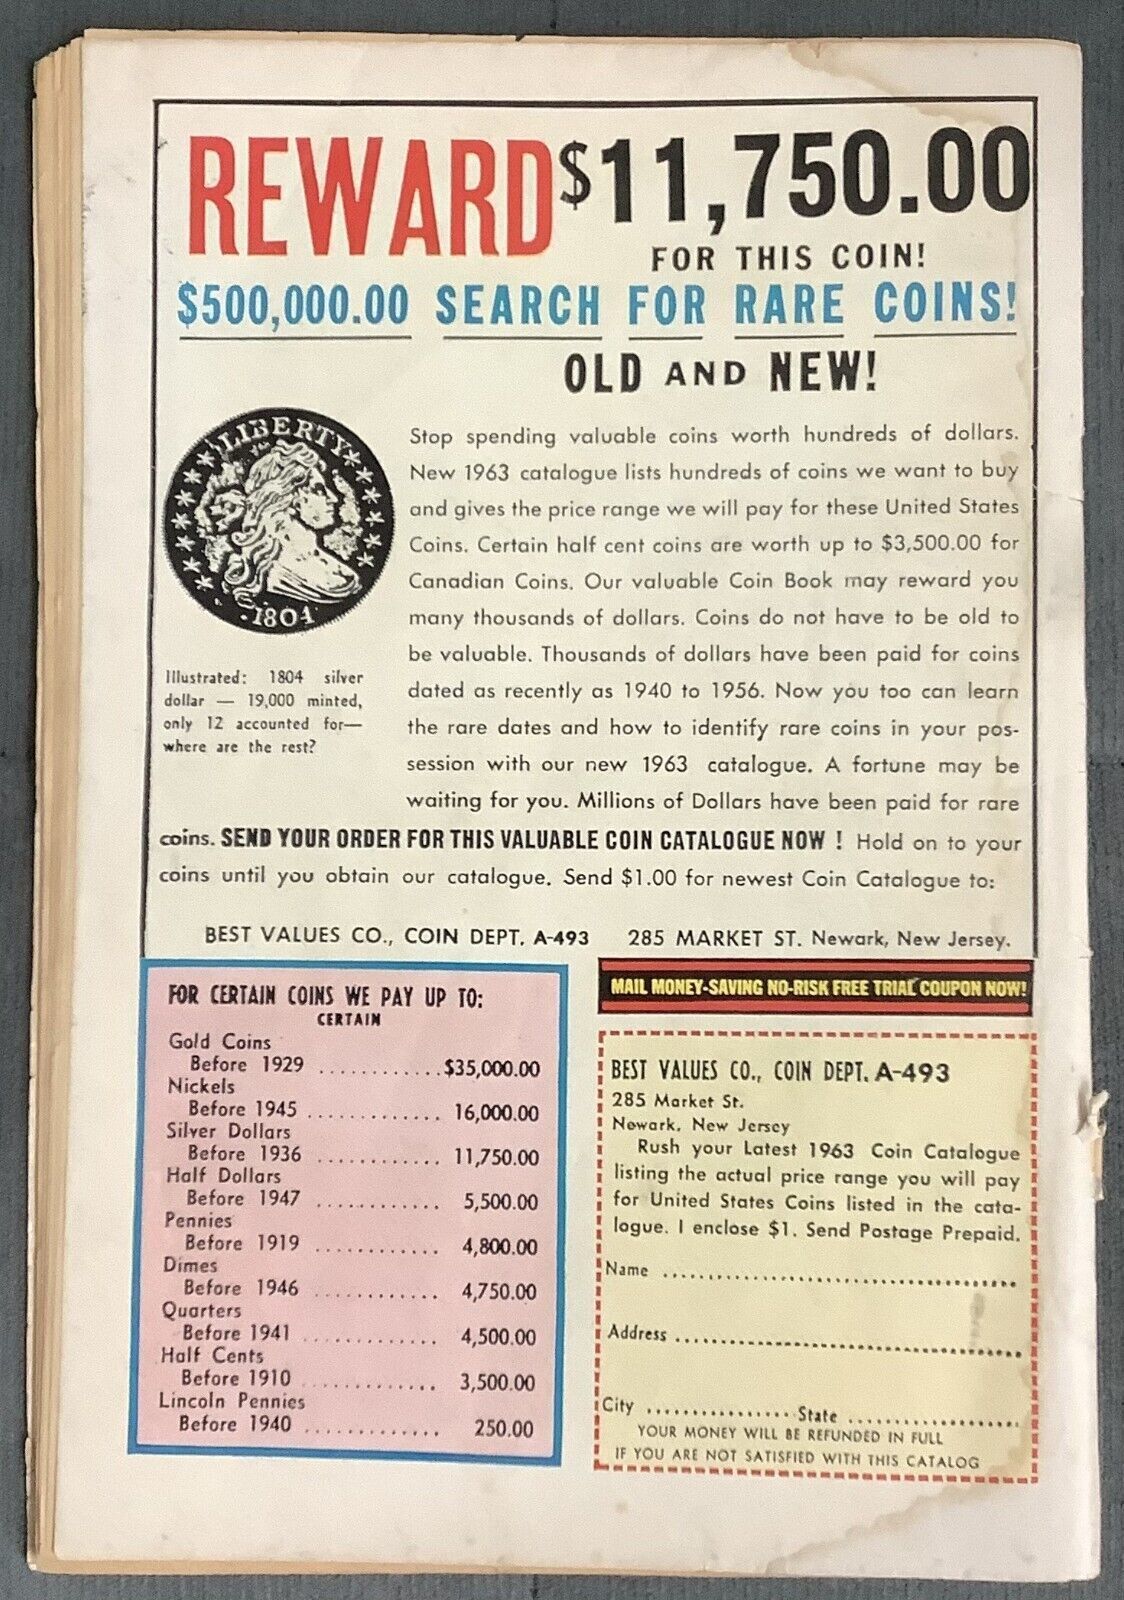 REWARD $11,750.00
FOR THIS COIN!
$500,000.00 SEARCH FOR RARE COINS!
OLD AND NEW!
LIBERTY
1804
Illustrated: 1804 silver
dollar — 19,000 minted,
only 12 accounted for—
where are the rest?
Stop spending valuable coins worth hundreds of dollars.
New 1963 catalogue lists hundreds of coins we want to buy
and gives the price range we will pay for these United States
Coins. Certain half cent coins are worth up to $3,500.00 for
Canadian Coins. Our valuable Coin Book may reward you
many thousands of dollars. Coins do not have to be old to
be valuable. Thousands of dollars have been paid for coins
dated as recently as 1940 to 1956. Now you too can learn
the rare dates and how to identify rare coins in your pos-
session with our new 1963 catalogue. A fortune may be
waiting for you. Millions of Dollars have been paid for rare
coins. SEND YOUR ORDER FOR THIS VALUABLE COIN CATALOGUE NOW ! Hold on to your
coins until you obtain our catalogue. Send $1.00 for newest Coin Catalogue to:
BEST VALUES CO., COIN DEPT. A-493 285 MARKET ST. Newark, New Jersey.
FOR CERTAIN COINS WE PAY UP TO:
CERTAIN
Gold Coins
Before 1929 ............$35,000.00
Nickels
Before 1945 ............ 16,000.00
Silver Dollars
Before 1936 ............ 11,750.00
Half Dollars
Before 1947 ............ 5,500.00
Pennies
Before 1919 ............ 4,800.00
Dimes
Before 1946 ............ 4,750.00
Quarters
Before 1941 ............ 4,500.00
Half Cents
Before 1910 ............ 3,500.00
Lincoln Pennies
Before 1940 ............ 250.00
MAIL MONEY-SAVING NO-RISK FREE TRIAL COUPON NOW!
BEST VALUES CO., COIN DEPT. A-493
285 Market St.
Newark, New Jersey
Rush your Latest 1963 Coin Catalogue
listing the actual price range you will pay
for United States Coins listed in the cata-
logue. I enclose $1. Send Postage Prepaid.
Name ........................................
Address ........................................
City ................State ....................
YOUR MONEY WILL BE REFUNDED IN FULL
IF YOU ARE NOT SATISFIED WITH THIS CATALOG